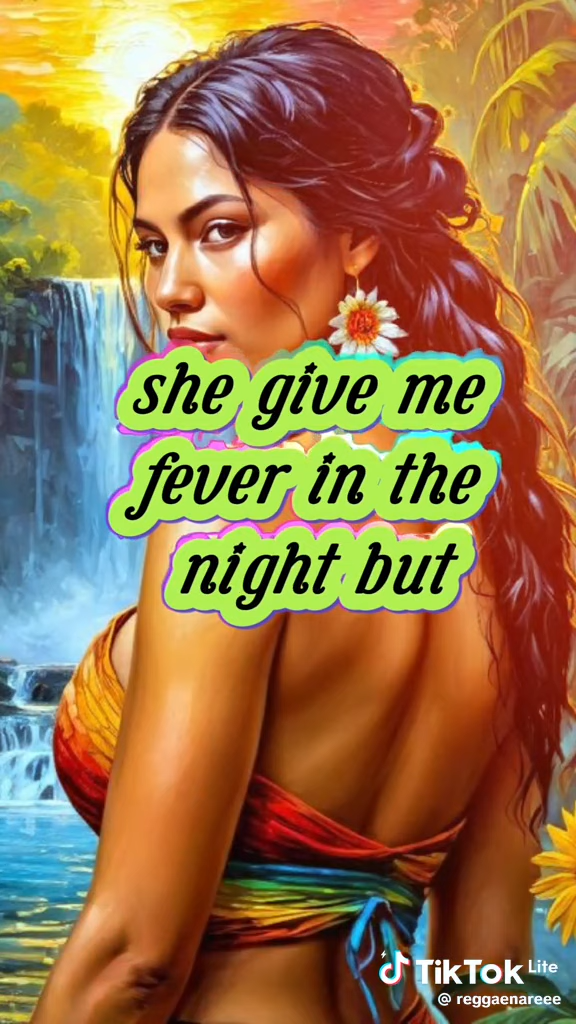 she give me
fever in the
night but
TikTok Lite
@ reggaenareee